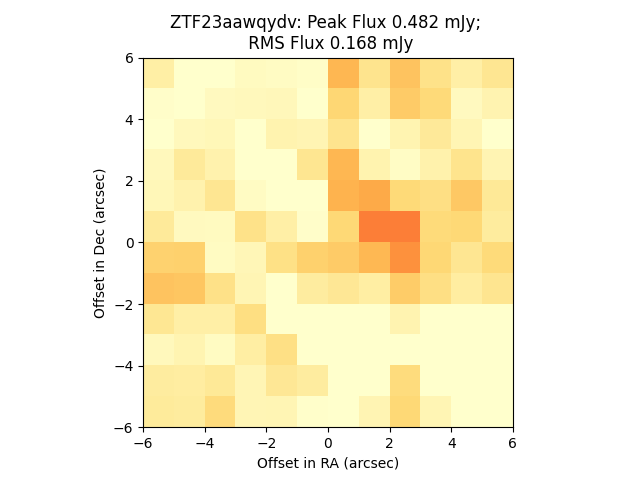 ZTF23aawqydv: Peak Flux 0.482 mJy;
RMS Flux 0.168 mJy
6
4
2
0
−2
−4
−6
Offset in Dec (arcsec)
−6 −4 −2 0 2 4 6
Offset in RA (arcsec)